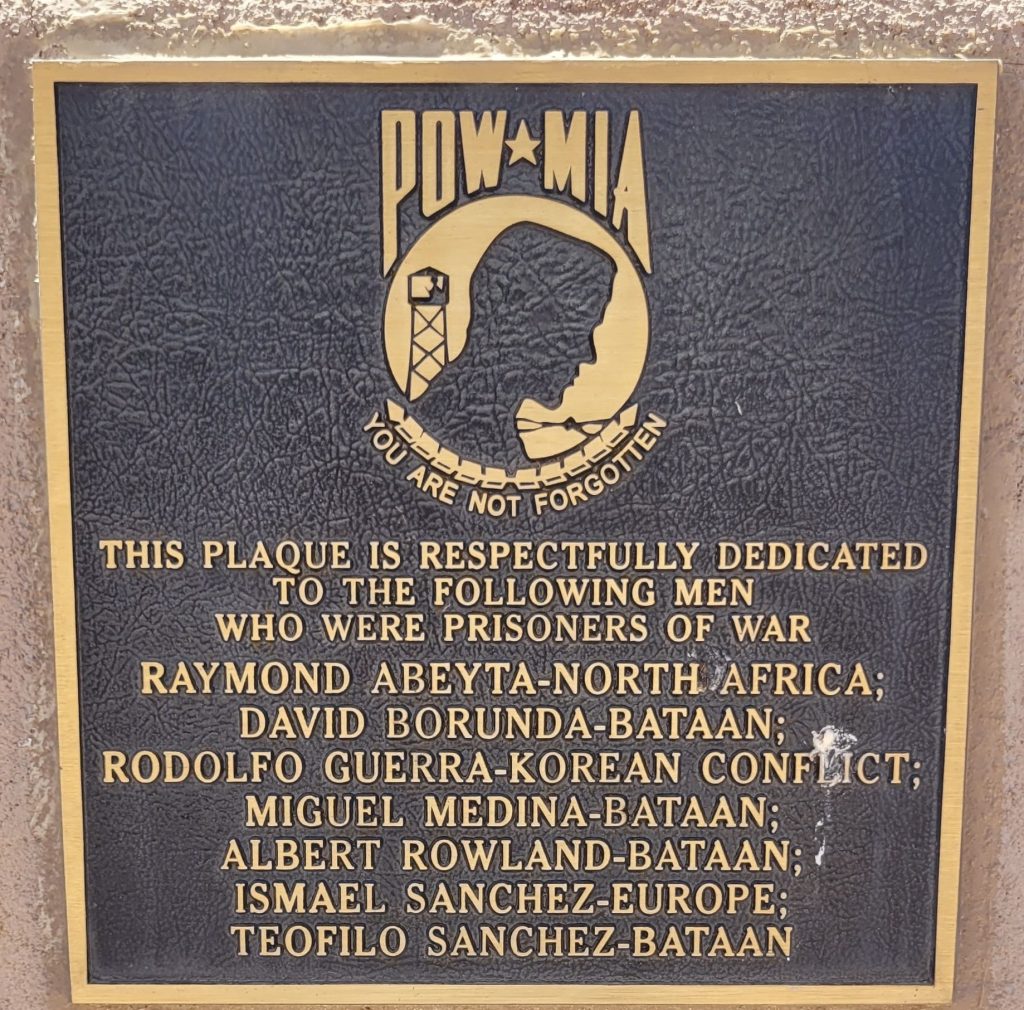 POW★MIA
YOU ARE NOT FORGOTTEN
THIS PLAQUE IS RESPECTFULLY DEDICATED
TO THE FOLLOWING MEN
WHO WERE PRISONERS OF WAR
RAYMOND ABEYTA-NORTH AFRICA;
DAVID BORUNDA-BATAAN;
RODOLFO GUERRA-KOREAN CONFLICT;
MIGUEL MEDINA-BATAAN;
ALBERT ROWLAND-BATAAN;
ISMAEL SANCHEZ-EUROPE;
TEOFILO SANCHEZ-BATAAN